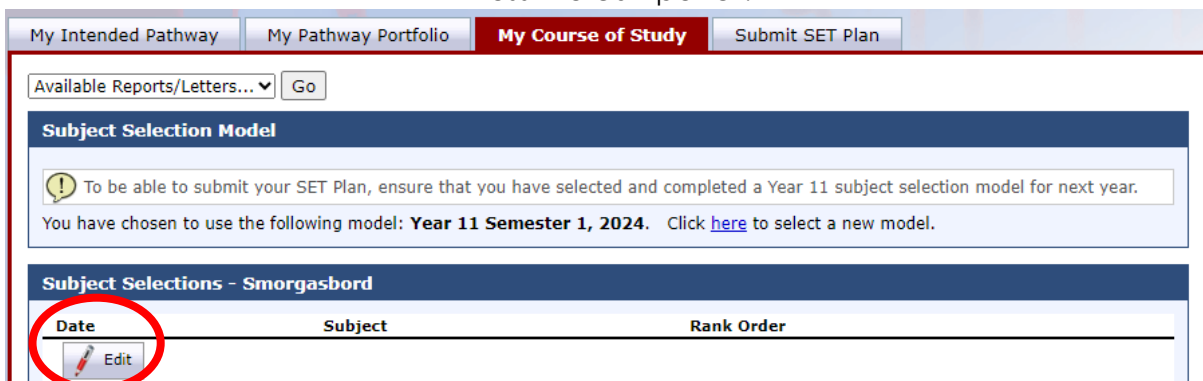 My Intended Pathway My Pathway Portfolio My Course of Study Submit SET Plan
Available Reports/Letters... Go
Subject Selection Model
To be able to submit your SET Plan, ensure that you have selected and completed a Year 11 subject selection model for next year.
You have chosen to use the following model: Year 11 Semester 1, 2024. Click here to select a new model.
Subject Selections - Smorgasbord
Date Subject Rank Order
Edit